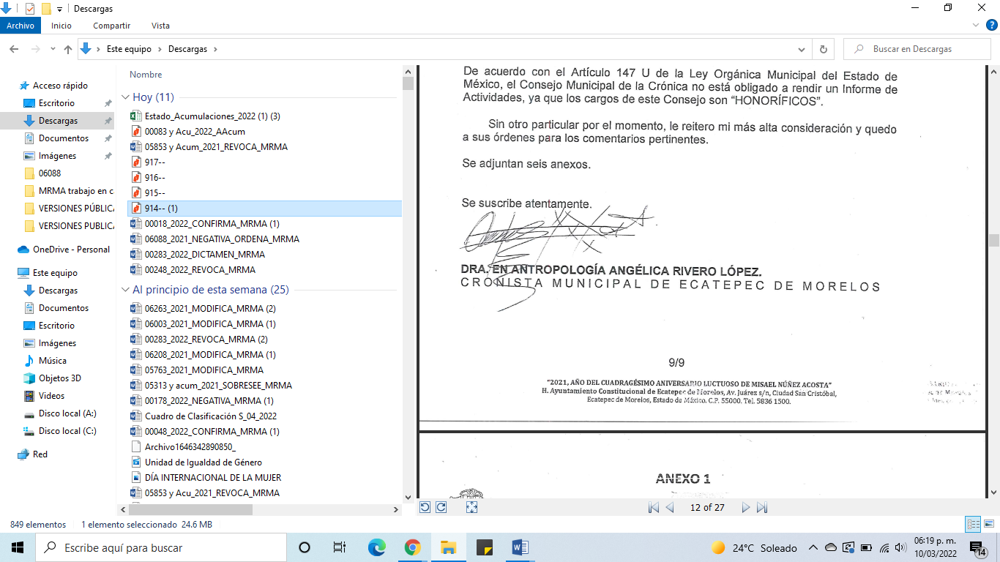 Descargas
Archivo Inicio Compartir Vista
Este equipo Descargas
Buscar en Descargas
Acceso rápido
Escritorio
Descargas
Documentos
Imágenes
06088
MRMA trabajo en c
VERSIONES PÚBLIC
VERSIONES PUBLIC
OneDrive - Personal
Este equipo
Descargas
Documentos
Escritorio
Imágenes
Música
Objetos 3D
Videos
Disco local (A:)
Disco local (C:)
Red
Nombre
Hoy (11)
Estado_Acumulaciones_2022 (1) (3)
00083 y Acu_2022_AAcum
05853 y Acum_2021_REVOCA_MRMA
917--
916--
915--
914-- (1)
00018_2022_CONFIRMA_MRMA (1)
06088_2021_NEGATIVA_ORDENA_MRMA
00283_2022_DICTAMEN_MRMA
00248_2022_REVOCA_MRMA
Al principio de esta semana (25)
06263_2021_MODIFICA_MRMA (2)
06003_2021_MODIFICA_MRMA (1)
00283_2022_REVOCA_MRMA (2)
06208_2021_MODIFICA_MRMA (1)
05763_2021_MODIFICA_MRMA
05313 y acum_2021_SOBRESEE_MRMA
00178_2022_NEGATIVA_MRMA (1)
Cuadro de Clasificación S_04_2022
00048_2022_CONFIRMA_MRMA (1)
Archivo1646342890850_
Unidad de Igualdad de Género
DÍA INTERNACIONAL DE LA MUJER
05853 y Acu_2021_REVOCA_MRMA
De acuerdo con el Artículo 147 U de la Ley Orgánica Municipal del Estado de
México, el Consejo Municipal de la Crónica no está obligado a rendir un Informe de
Actividades, ya que los cargos de este Consejo son “HONORÍFICOS”.
Sin otro particular por el momento, le reitero mi más alta consideración y quedo
a sus órdenes para los comentarios pertinentes.
Se adjuntan seis anexos.
Se suscribe atentamente.
DRA. EN ANTROPOLOGÍA ANGÉLICA RIVERO LÓPEZ.
CRONISTA MUNICIPAL DE ECATEPEC DE MORELOS
9/9
“2021, AÑO DEL CUADRAGÉSIMO ANIVERSARIO LUCTUOSO DE MISAEL NÚÑEZ ACOSTA”
H. Ayuntamiento Constitucional de Ecatepec de Morelos, Av. Juárez s/n, Ciudad San Cristóbal,
Ecatepec de Morelos, Estado de México. C.P. 55000. Tel. 5836 1500.
ANEXO 1
12 of 27
849 elementos 1 elemento seleccionado 24.6 MB
Escribe aquí para buscar
24°C Soleado
06:19 p. m.
10/03/2022
14